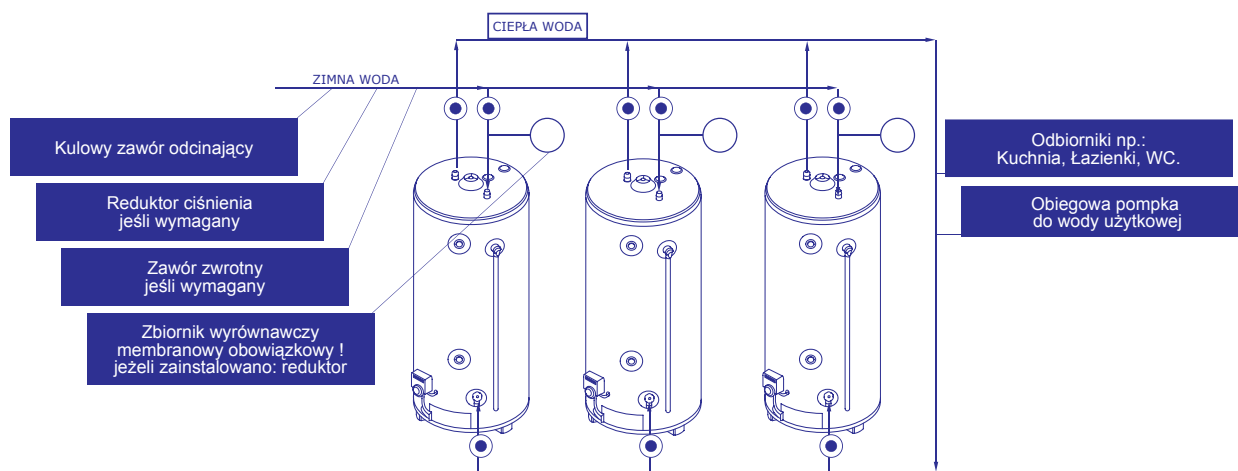 CIEPŁA WODA
ZIMNA WODA
Kulowy zawór odcinający
Reduktor ciśnienia
jeśli wymagany
Zawór zwrotny
jeśli wymagany
Zbiornik wyrównawczy
membranowy obowiązkowy !
jeżeli zainstalowano: reduktor
Odbiorniki np.:
Kuchnia, Łazienki, WC.
Obiegowa pompka
do wody użytkowej